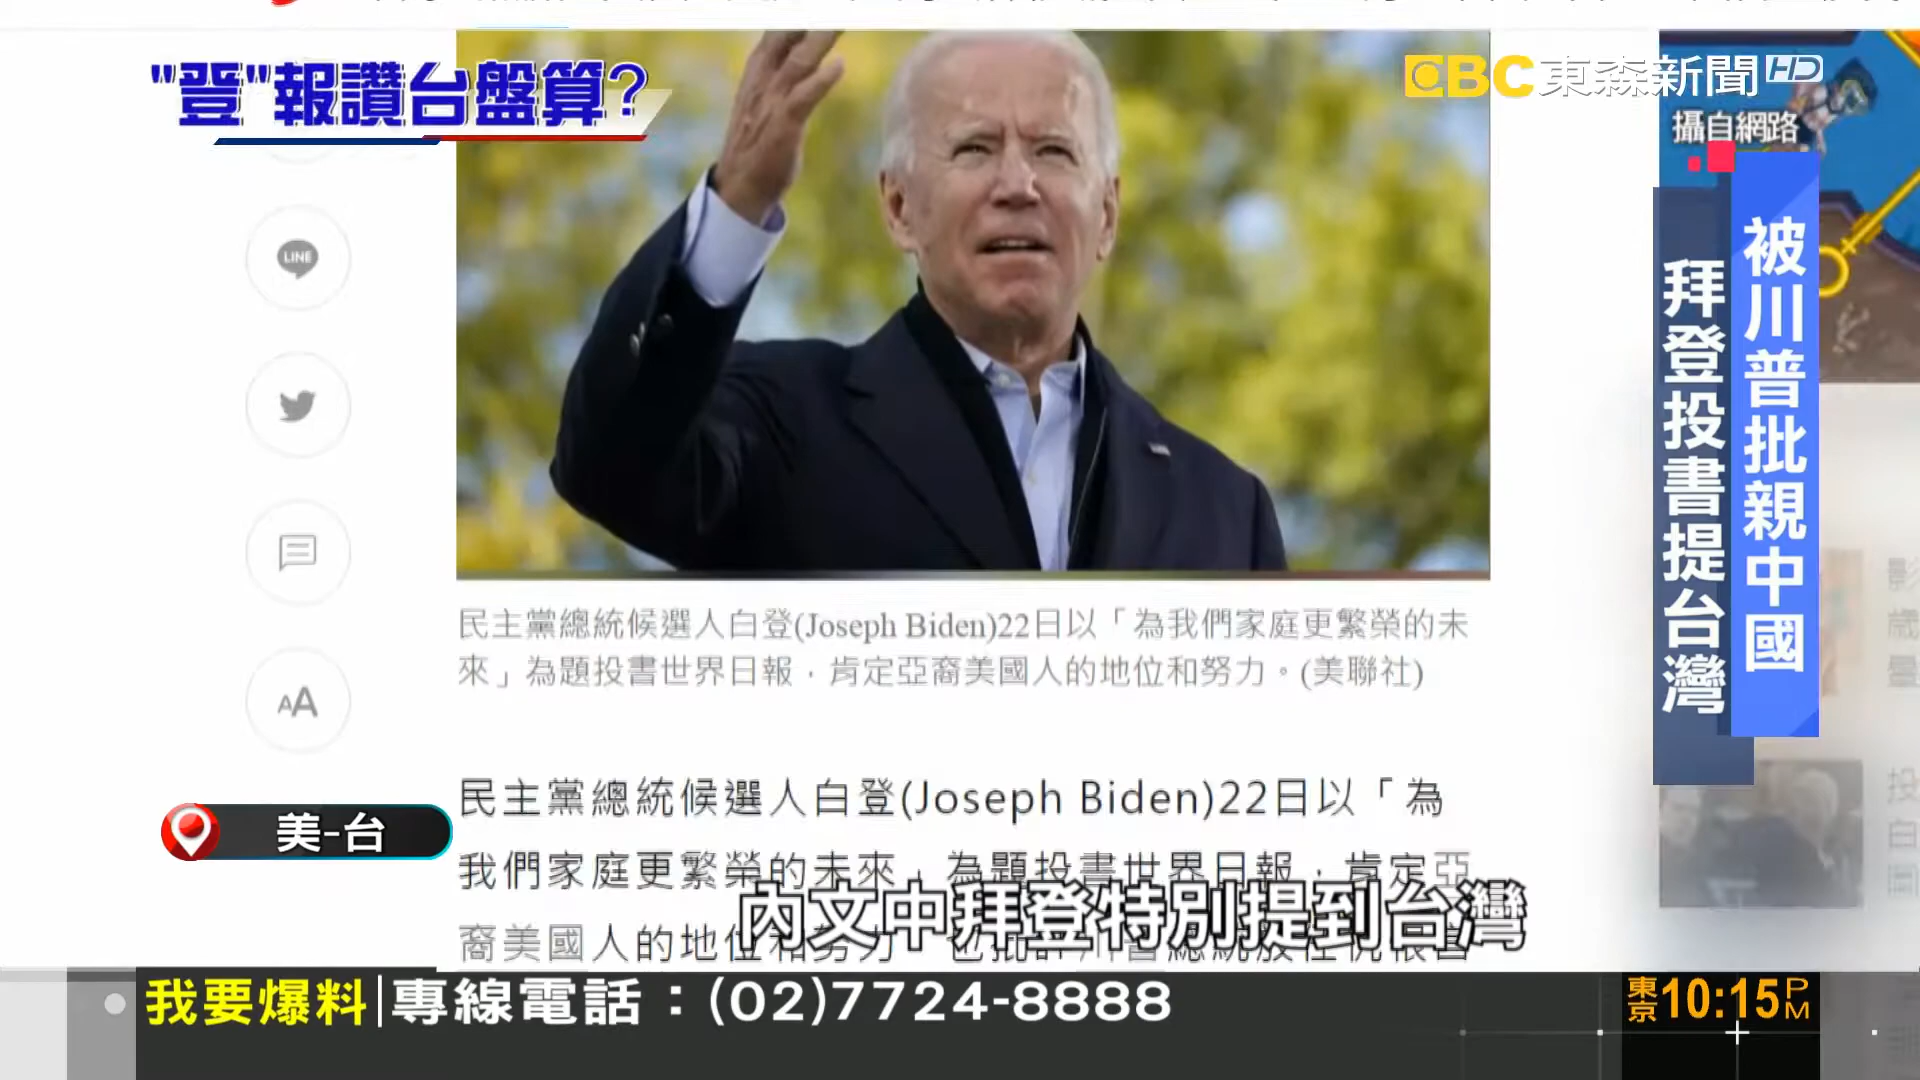 "登"報讚台盤算?
EBC東森新聞HD
攝自網路
被川普批親中國
拜登投書提台灣
LINE
AA
民主黨總統候選人白登(Joseph Biden)22日以「為我們家庭更繁榮的未
來」為題投書世界日報，肯定亞裔美國人的地位和努力。(美聯社)
民主黨總統候選人白登(Joseph Biden)22日以「為
我們家庭更繁榮的未來」為題投書世界日報，肯定亞
裔美國人的地位和努力
美-台
內文中拜登特別提到台灣
我要爆料 專線電話：(02)7724-8888
東京10:15PM